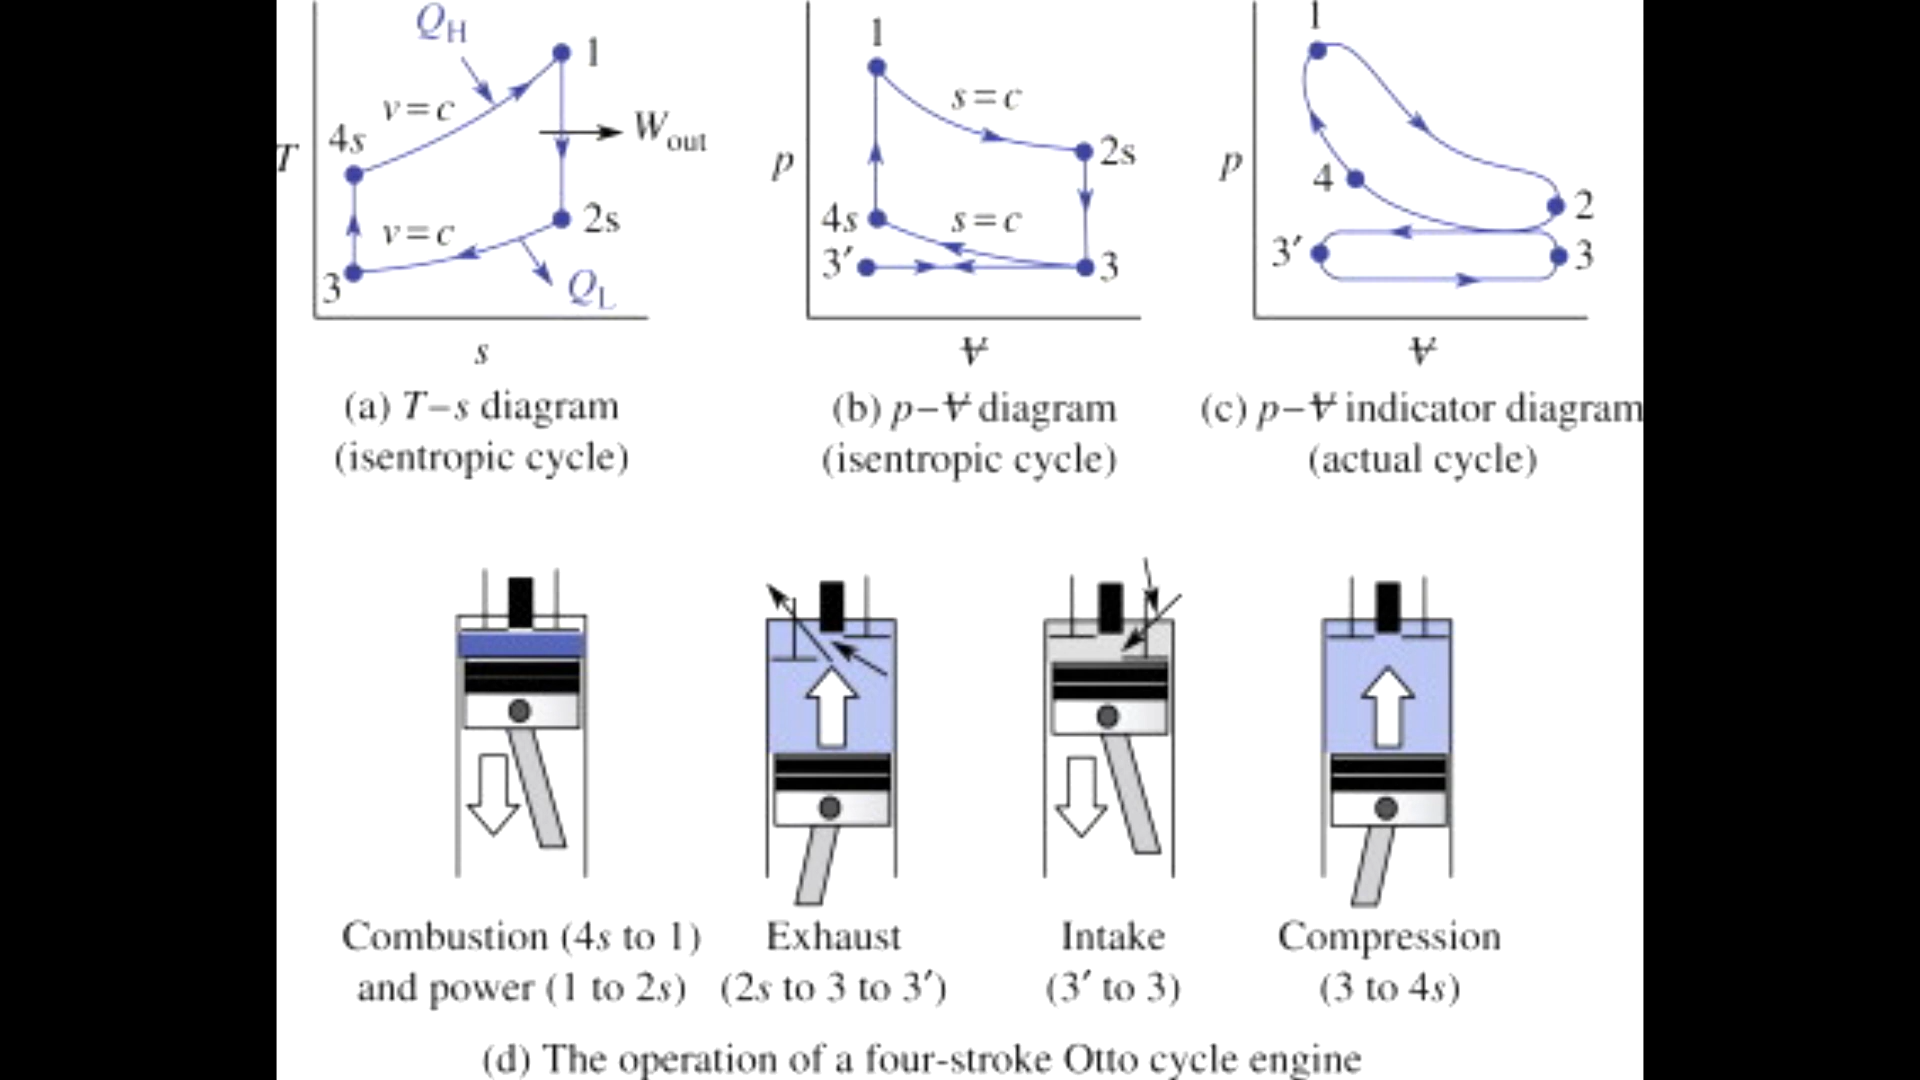 Q_H
1
v = c
4s
T
W_out
2s
v = c
3
Q_L
s
(a) T–s diagram
(isentropic cycle)
1
s = c
p
2s
4s
s = c
3′
3
V
(b) p–V diagram
(isentropic cycle)
1
p
4
2
3′
3
V
(c) p–V indicator diagram
(actual cycle)
Combustion (4s to 1)
and power (1 to 2s)
Exhaust
(2s to 3 to 3′)
Intake
(3′ to 3)
Compression
(3 to 4s)
(d) The operation of a four-stroke Otto cycle engine